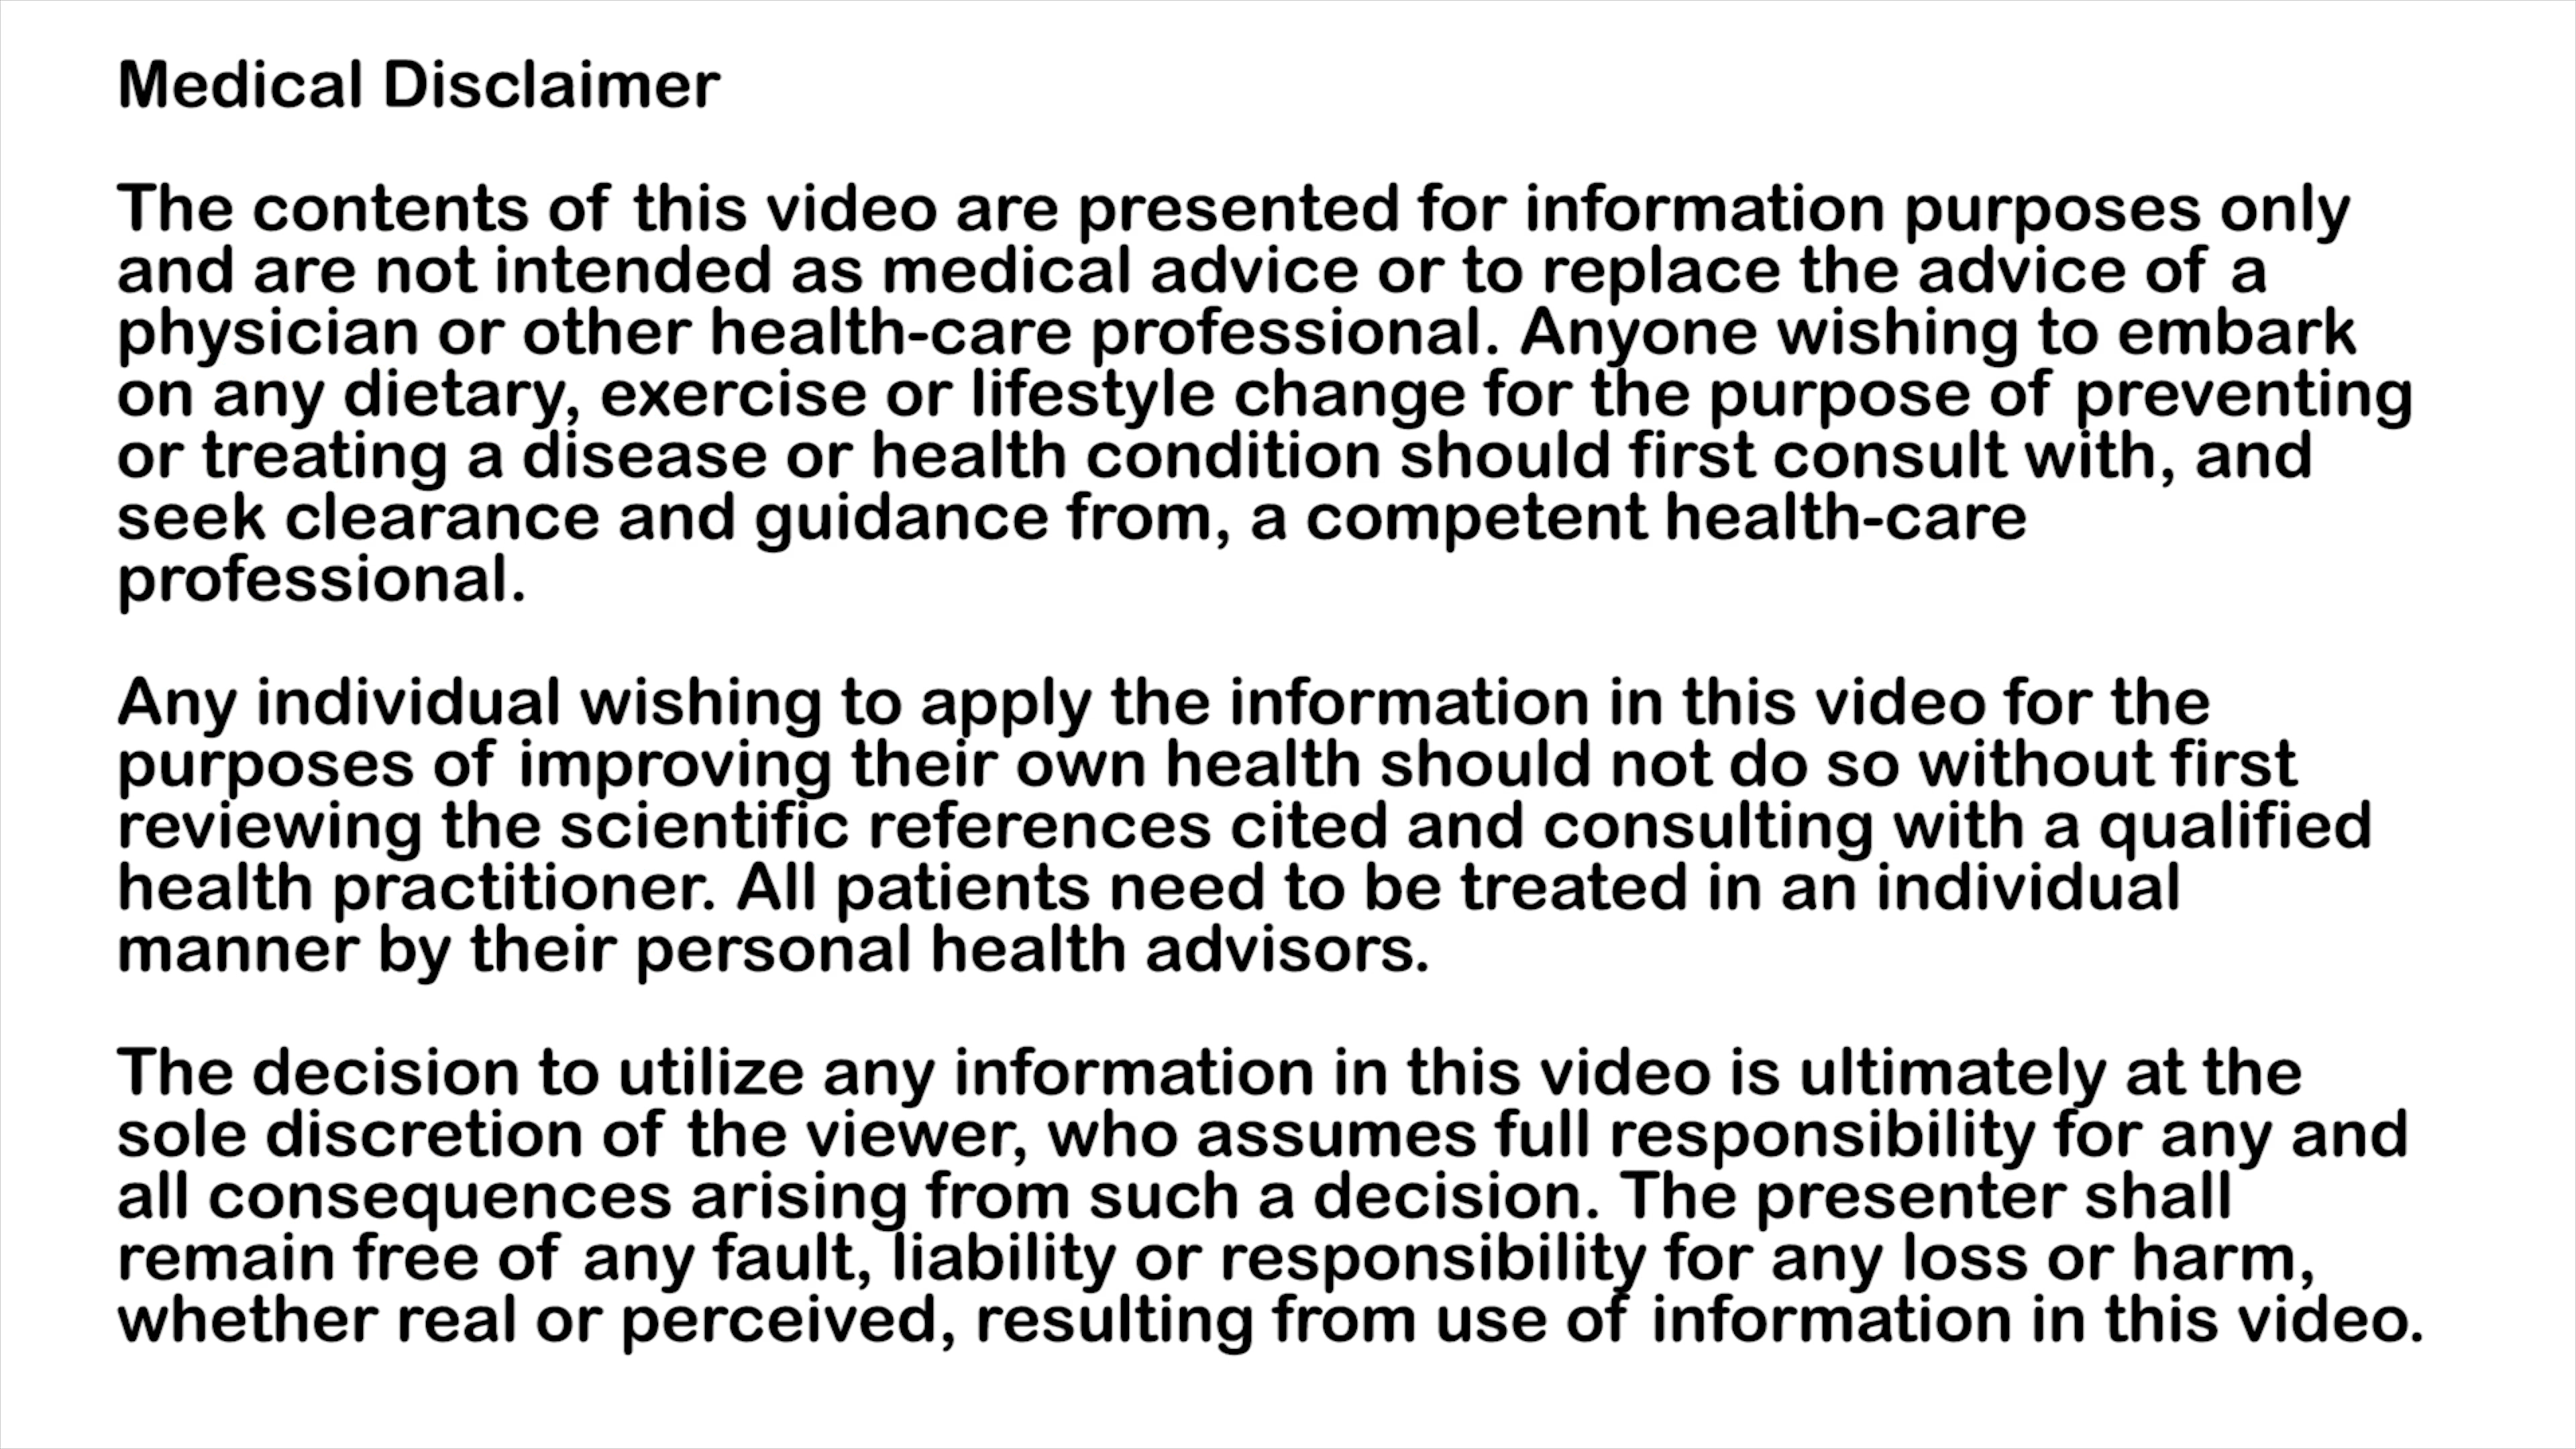 Medical Disclaimer
The contents of this video are presented for information purposes only
and are not intended as medical advice or to replace the advice of a
physician or other health-care professional. Anyone wishing to embark
on any dietary, exercise or lifestyle change for the purpose of preventing
or treating a disease or health condition should first consult with, and
seek clearance and guidance from, a competent health-care
professional.
Any individual wishing to apply the information in this video for the
purposes of improving their own health should not do so without first
reviewing the scientific references cited and consulting with a qualified
health practitioner. All patients need to be treated in an individual
manner by their personal health advisors.
The decision to utilize any information in this video is ultimately at the
sole discretion of the viewer, who assumes full responsibility for any and
all consequences arising from such a decision. The presenter shall
remain free of any fault, liability or responsibility for any loss or harm,
whether real or perceived, resulting from use of information in this video.